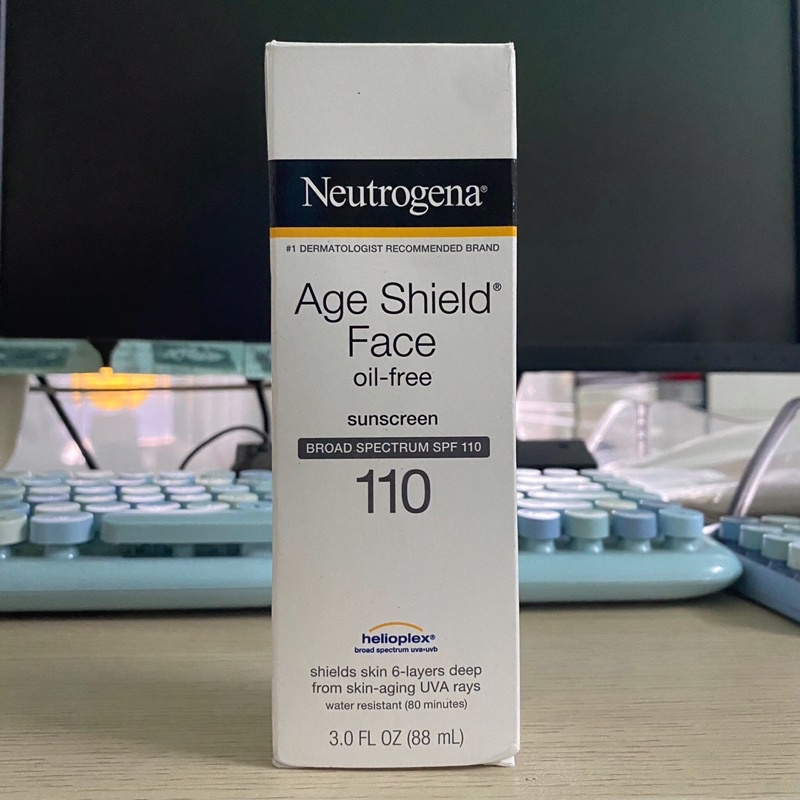 Neutrogena®
#1 DERMATOLOGIST RECOMMENDED BRAND
Age Shield®
Face
oil-free
sunscreen
BROAD SPECTRUM SPF 110
110
helioplex®
broad spectrum uva•uvb
shields skin 6-layers deep
from skin-aging UVA rays
water resistant (80 minutes)
3.0 FL OZ (88 mL)